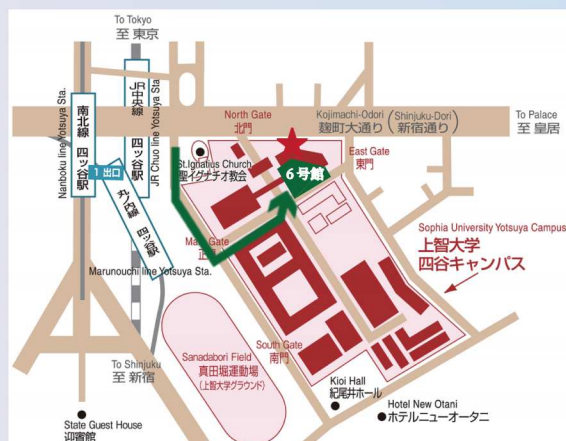 To Tokyo
至 東京
Nanboku line Yotsuya Sta.
南北線 四ッ谷駅
JR中央線 四ッ谷駅
JR Chuo line Yotsuya Sta.
1 出口
丸ノ内線 四ッ谷駅
Marunouchi line Yotsuya Sta.
North Gate
北門
Kojimachi-Odori (Shinjuku-Dori)
麹町大通り(新宿通り)
To Palace
至 皇居
St.Ignatius Church
聖イグナチオ教会
6号館
East Gate
東門
Main Gate
正門
Sophia University Yotsuya Campus
上智大学
四谷キャンパス
South Gate
南門
Sanadabori Field
真田堀運動場
(上智大学グラウンド)
To Shinjuku
至 新宿
Kioi Hall
紀尾井ホール
Hotel New Otani
ホテルニューオータニ
State Guest House
迎賓館